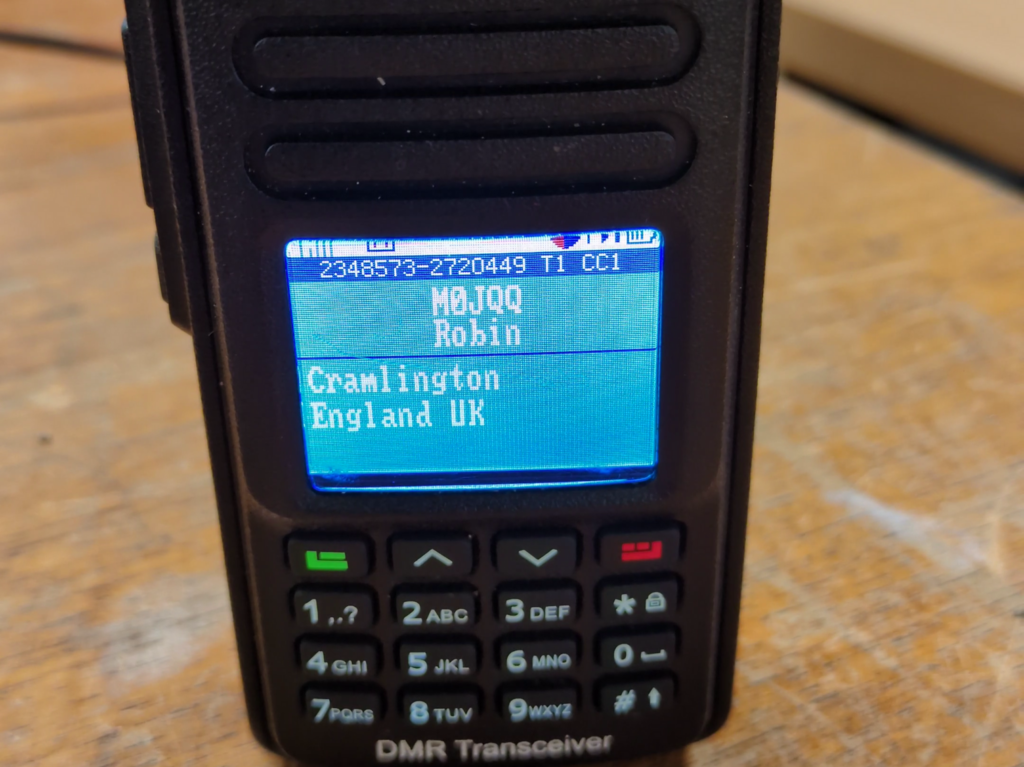 2348573-2720449 T1 CC1
M0JQQ
Robin
Cramlington
England UK
1,.? 2ABC 3DEF *
4GHI 5JKL 6MNO 0
7PQRS 8TUV 9WXYZ #
DMR Transceiver